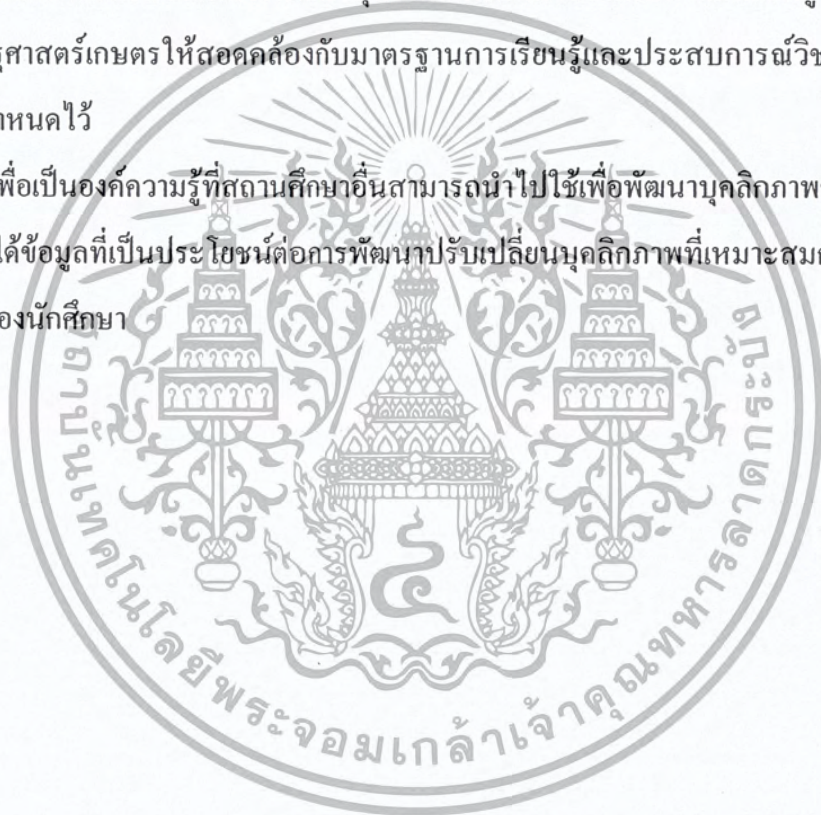 ศาสตร์เกษตรให้สอดคล้องกับมาตรฐานการเรียนรู้และประสบการณ์วิช
าหนดไว้
พื่อเป็นองค์ความรู้ที่สถานศึกษาอื่นสามารถนำไปใช้เพื่อพัฒนาบุคลิกภาพ
ได้ข้อมูลที่เป็นประโยชน์ต่อการพัฒนาปรับเปลี่ยนบุคลิกภาพที่เหมาะสม
องนักศึกษา
สถาบันเทคโนโลยีพระจอมเกล้าเจ้าคุณทหารลาดกระบัง
๔